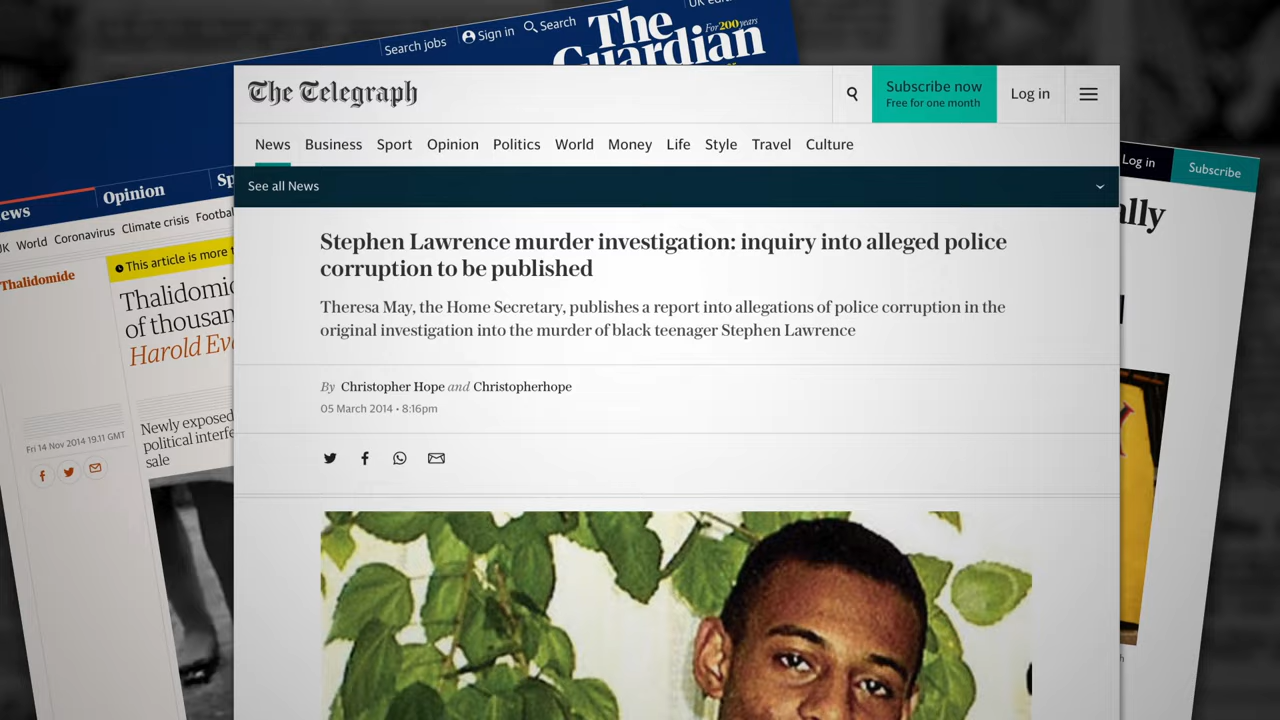 UK
Search jobs
Sign in
Search
The
Guardian
For 200 years
Opinion
World
Coronavirus
Climate crisis
This article is more
Thalidomide
of thousan
Harold Ev
Newly exposed
political interfe
sale
Fri 14 Nov 2014 19.11 GMT
The Telegraph
Subscribe now
Free for one month
Log in
News
Business
Sport
Opinion
Politics
World
Money
Life
Style
Travel
Culture
See all News
Stephen Lawrence murder investigation: inquiry into alleged police
corruption to be published
Theresa May, the Home Secretary, publishes a report into allegations of police corruption in the
original investigation into the murder of black teenager Stephen Lawrence
By Christopher Hope and Christopherhope
05 March 2014 • 8:16pm
Log in
Subscribe
ally